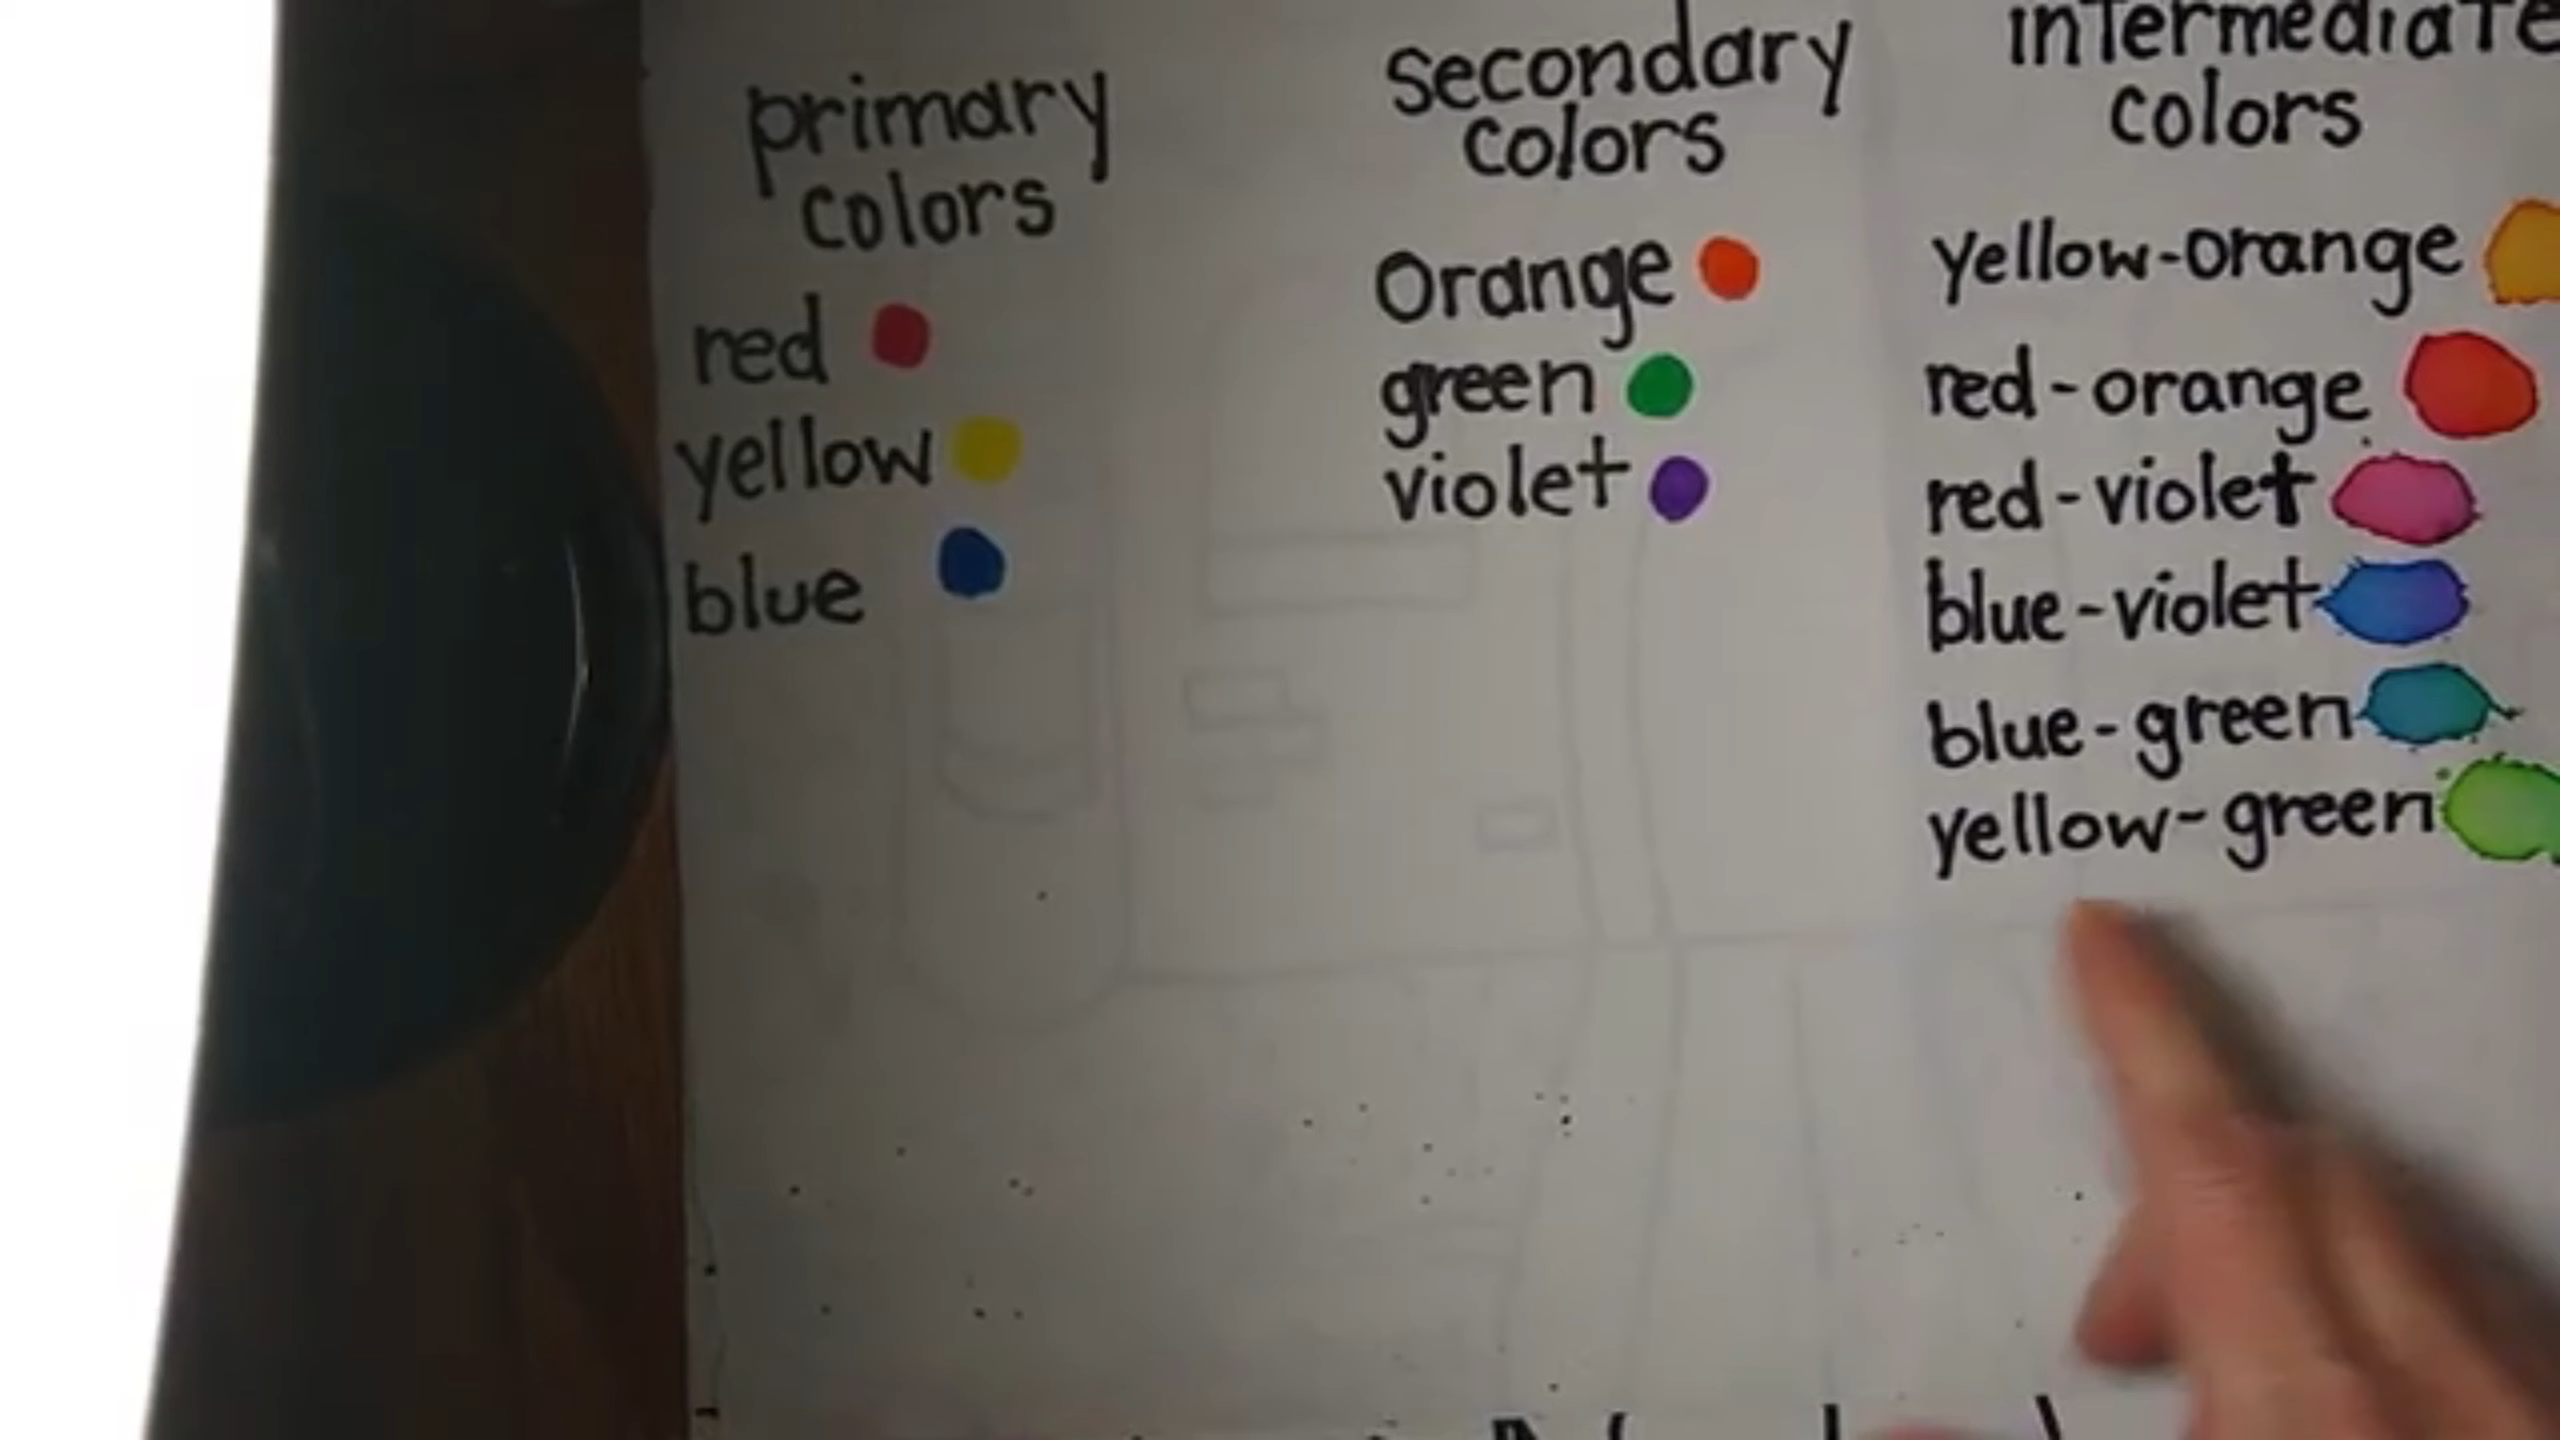 primary
colors
red
yellow
blue
secondary
colors
Orange
green
violet
intermediate
colors
yellow-orange
red-orange
red-violet
blue-violet
blue-green
yellow-green